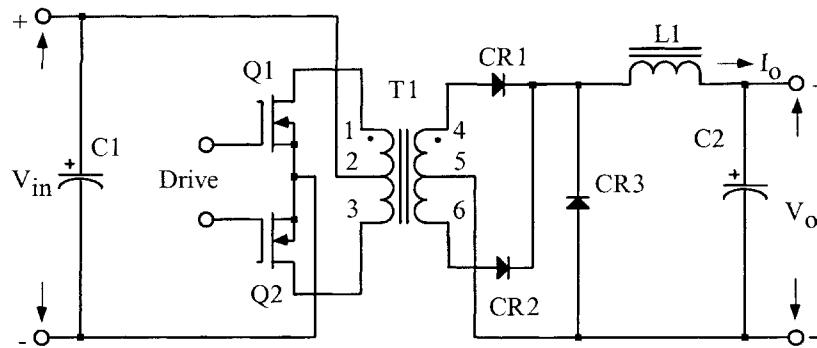 +
L1
Q1
CR1
I_o
T1
1
4
C1
2
5
C2
+
V_in
Drive
CR3
+
V_o
3
6
Q2
CR2
-